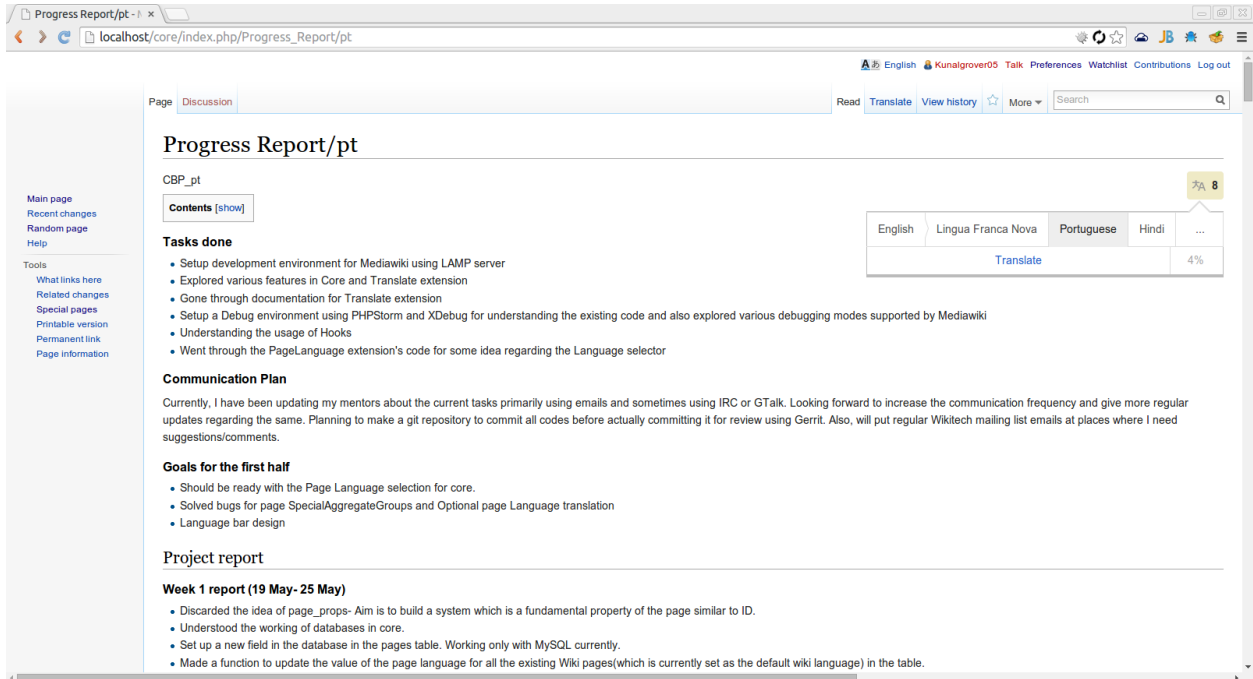 Progress Report/pt - M
localhost/core/index.php/Progress_Report/pt
JB
English Kunalgrover05 Talk Preferences Watchlist Contributions Log out
Page Discussion
Read Translate View history More Search
Progress Report/pt
CBP_pt
文A 8
Contents [show]
English Lingua Franca Nova Portuguese Hindi ...
Translate 4%
Main page
Recent changes
Random page
Help
Tools
What links here
Related changes
Special pages
Printable version
Permanent link
Page information
Tasks done
• Setup development environment for Mediawiki using LAMP server
• Explored various features in Core and Translate extension
• Gone through documentation for Translate extension
• Setup a Debug environment using PHPStorm and XDebug for understanding the existing code and also explored various debugging modes supported by Mediawiki
• Understanding the usage of Hooks
• Went through the PageLanguage extension's code for some idea regarding the Language selector
Communication Plan
Currently, I have been updating my mentors about the current tasks primarily using emails and sometimes using IRC or GTalk. Looking forward to increase the communication frequency and give more regular
updates regarding the same. Planning to make a git repository to commit all codes before actually committing it for review using Gerrit. Also, will put regular Wikitech mailing list emails at places where I need
suggestions/comments.
Goals for the first half
• Should be ready with the Page Language selection for core.
• Solved bugs for page SpecialAggregateGroups and Optional page Language translation
• Language bar design
Project report
Week 1 report (19 May- 25 May)
• Discarded the idea of page_props- Aim is to build a system which is a fundamental property of the page similar to ID.
• Understood the working of databases in core.
• Set up a new field in the database in the pages table. Working only with MySQL currently.
• Made a function to update the value of the page language for all the existing Wiki pages(which is currently set as the default wiki language) in the table.